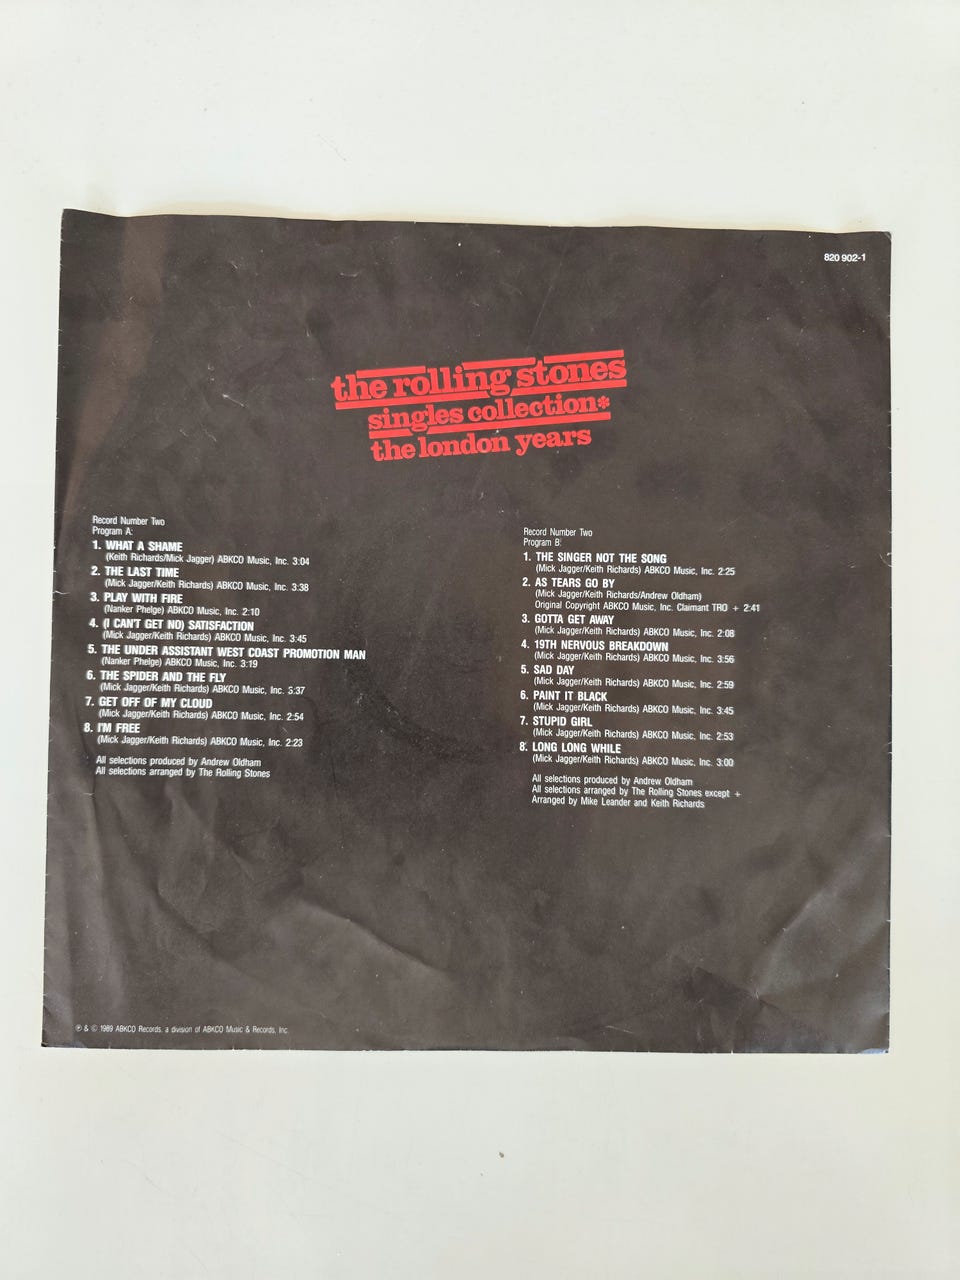 820 902-1
the rolling stones
singles collection*
the london years
Record Number Two
Program A:
1. WHAT A SHAME
(Keith Richards/Mick Jagger) ABKCO Music, Inc. 3:04
2. THE LAST TIME
(Mick Jagger/Keith Richards) ABKCO Music, Inc. 3:38
3. PLAY WITH FIRE
(Nanker Phelge) ABKCO Music, Inc. 2:10
4. (I CAN'T GET NO) SATISFACTION
(Mick Jagger/Keith Richards) ABKCO Music, Inc. 3:45
5. THE UNDER ASSISTANT WEST COAST PROMOTION MAN
(Nanker Phelge) ABKCO Music, Inc. 3:19
6. THE SPIDER AND THE FLY
(Mick Jagger/Keith Richards) ABKCO Music, Inc. 3:37
7. GET OFF OF MY CLOUD
(Mick Jagger/Keith Richards) ABKCO Music, Inc. 2:54
8. I'M FREE
(Mick Jagger/Keith Richards) ABKCO Music, Inc. 2:23
All selections produced by Andrew Oldham
All selections arranged by The Rolling Stones
Record Number Two
Program B:
1. THE SINGER NOT THE SONG
(Mick Jagger/Keith Richards) ABKCO Music, Inc. 2:25
2. AS TEARS GO BY
(Mick Jagger/Keith Richards/Andrew Oldham)
Original Copyright ABKCO Music, Inc. Claimant TRO + 2:41
3. GOTTA GET AWAY
(Mick Jagger/Keith Richards) ABKCO Music, Inc. 2:08
4. 19TH NERVOUS BREAKDOWN
(Mick Jagger/Keith Richards) ABKCO Music, Inc. 3:56
5. SAD DAY
(Mick Jagger/Keith Richards) ABKCO Music, Inc. 2:59
6. PAINT IT BLACK
(Mick Jagger/Keith Richards) ABKCO Music, Inc. 3:45
7. STUPID GIRL
(Mick Jagger/Keith Richards) ABKCO Music, Inc. 2:53
8. LONG LONG WHILE
(Mick Jagger/Keith Richards) ABKCO Music, Inc. 3:00
All selections produced by Andrew Oldham
All selections arranged by The Rolling Stones except +
Arranged by Mike Leander and Keith Richards
℗ & © 1989 ABKCO Records, a division of ABKCO Music & Records, Inc.